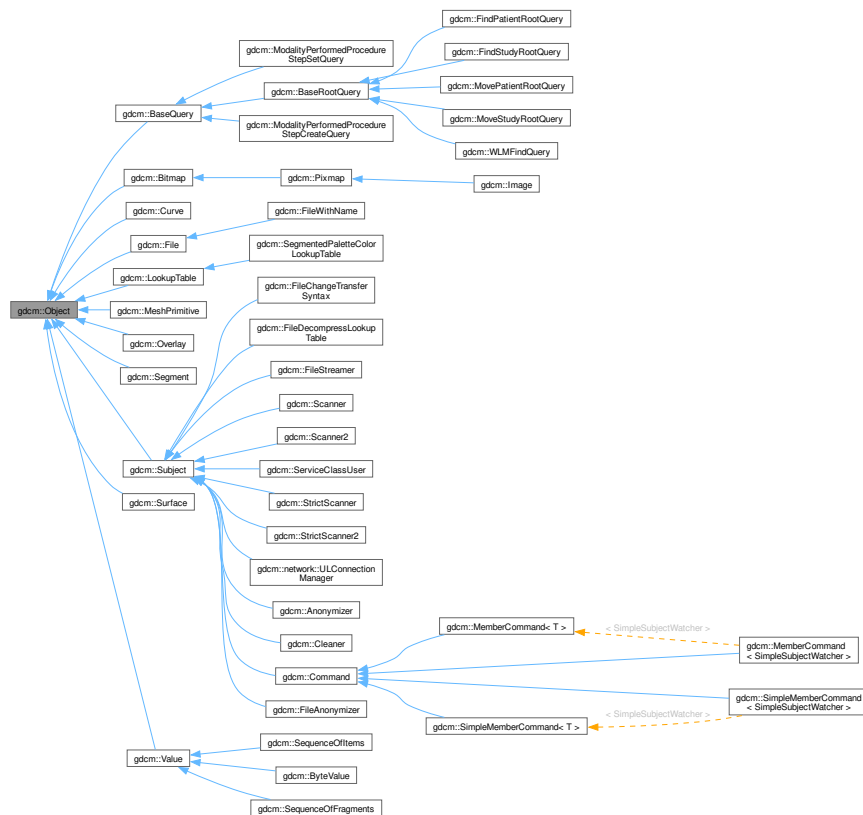 gdcm::FindPatientRootQuery
gdcm::ModalityPerformedProcedure
StepSetQuery
gdcm::FindStudyRootQuery
gdcm::BaseRootQuery
gdcm::MovePatientRootQuery
gdcm::BaseQuery
gdcm::ModalityPerformedProcedure
StepCreateQuery
gdcm::MoveStudyRootQuery
gdcm::WLMFindQuery
gdcm::Bitmap
gdcm::Pixmap
gdcm::Image
gdcm::Curve
gdcm::FileWithName
gdcm::File
gdcm::SegmentedPaletteColor
LookupTable
gdcm::LookupTable
gdcm::FileChangeTransfer
Syntax
gdcm::Object
gdcm::MeshPrimitive
gdcm::FileDecompressLookup
Table
gdcm::Overlay
gdcm::Segment
gdcm::FileStreamer
gdcm::Scanner
gdcm::Scanner2
gdcm::Subject
gdcm::ServiceClassUser
gdcm::Surface
gdcm::StrictScanner
gdcm::StrictScanner2
gdcm::network::ULConnection
Manager
gdcm::Anonymizer
gdcm::MemberCommand< T >
< SimpleSubjectWatcher >
gdcm::Cleaner
gdcm::MemberCommand
< SimpleSubjectWatcher >
gdcm::Command
gdcm::SimpleMemberCommand
< SimpleSubjectWatcher >
gdcm::FileAnonymizer
< SimpleSubjectWatcher >
gdcm::SimpleMemberCommand< T >
gdcm::SequenceOfItems
gdcm::Value
gdcm::ByteValue
gdcm::SequenceOfFragments